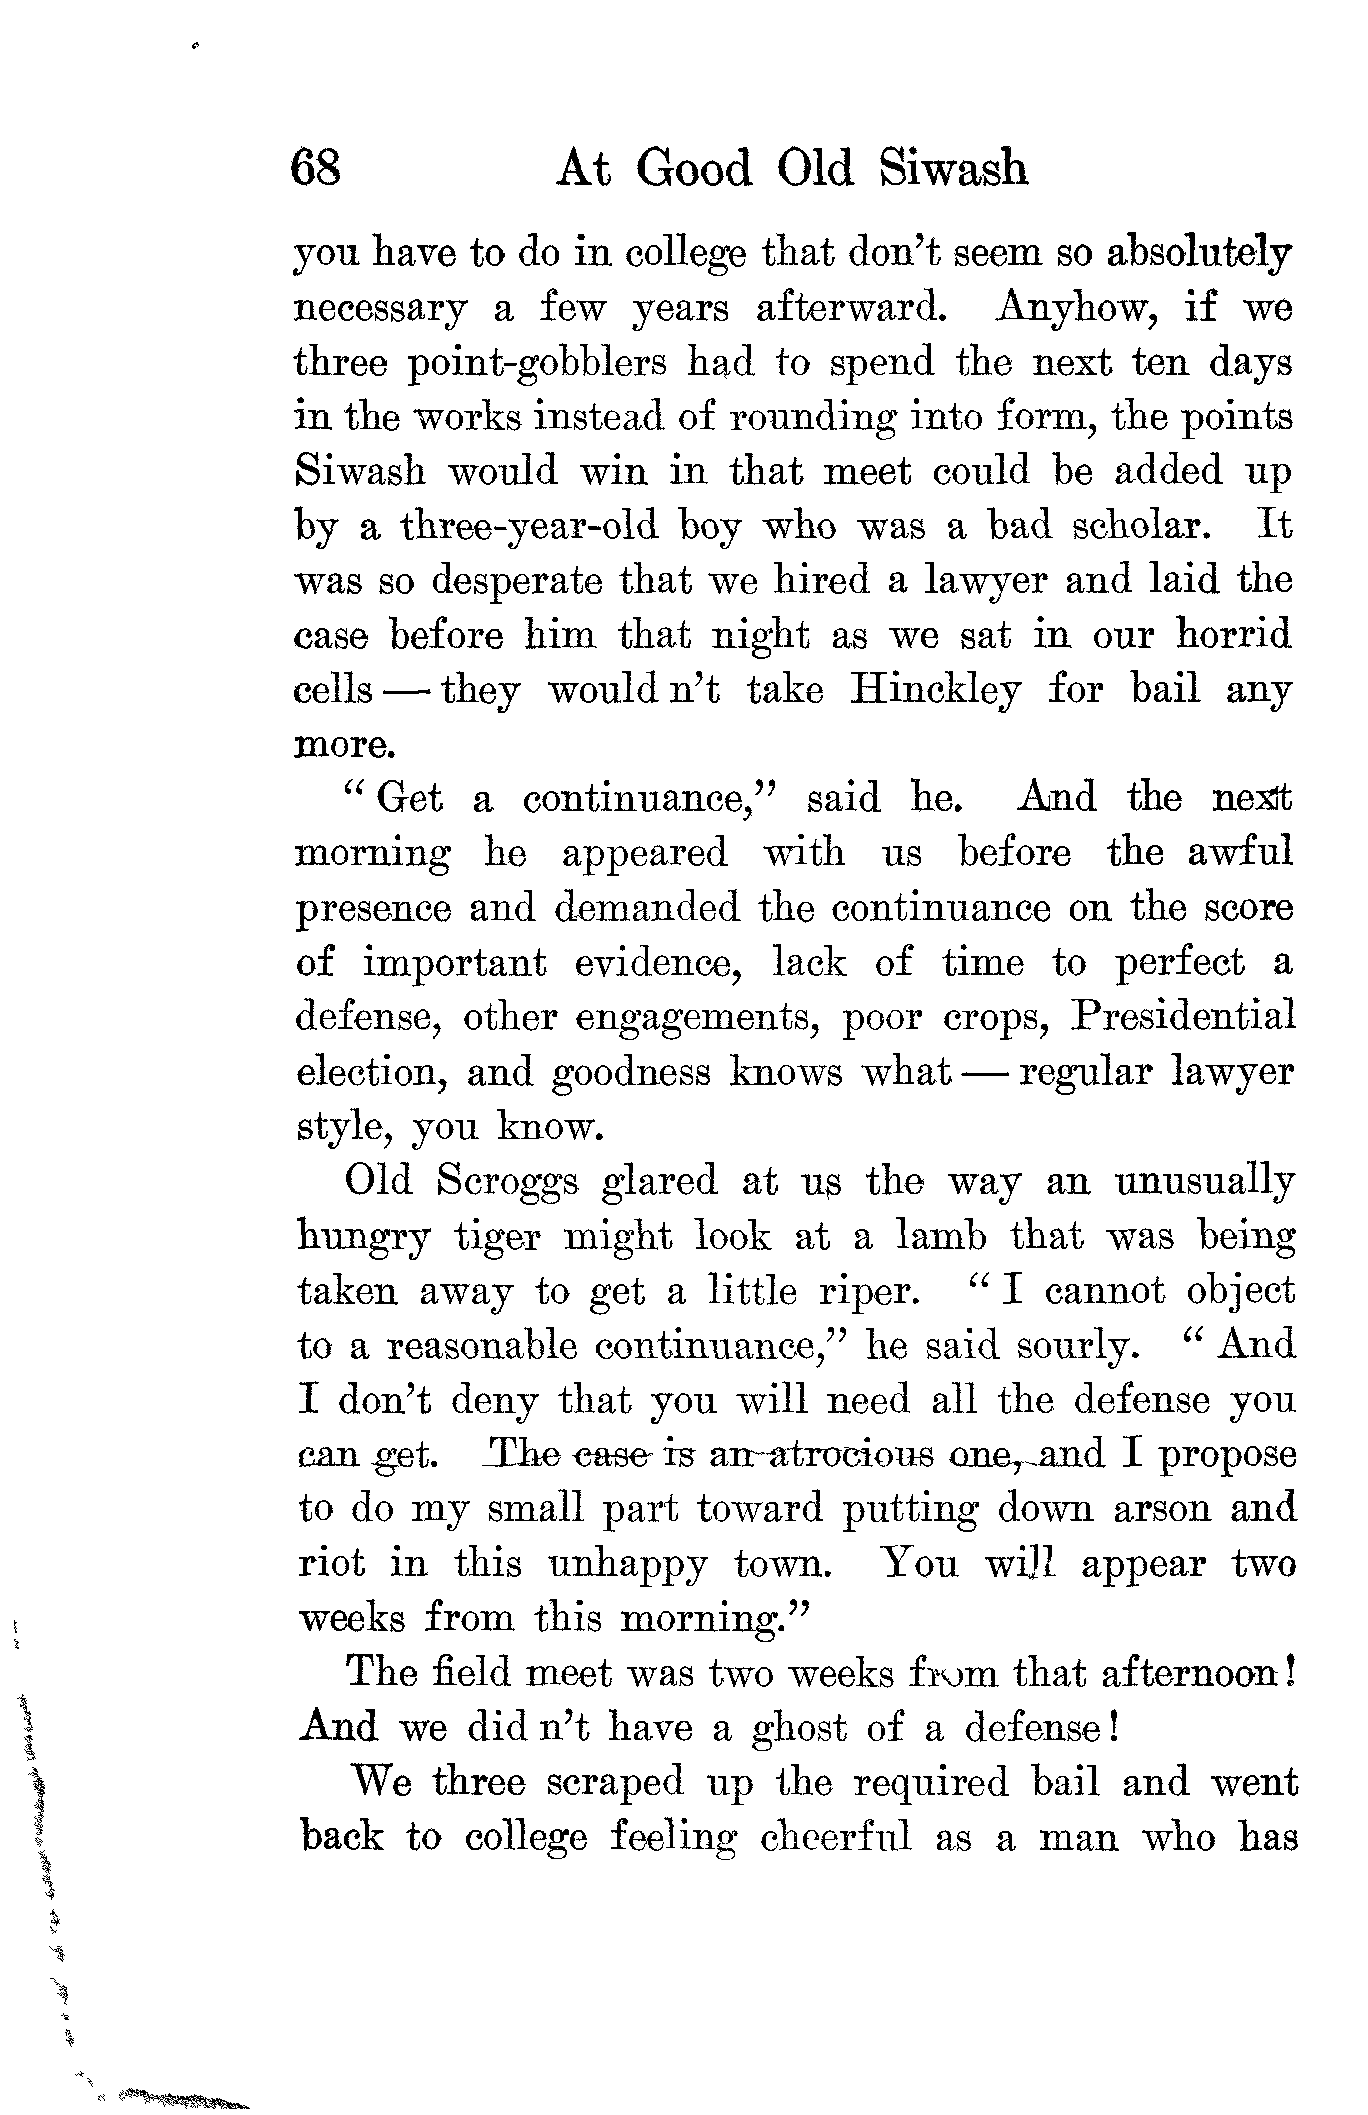 68 At Good Old Siwash
you have to do in college that don't seem so absolutely
necessary a few years afterward. Anyhow, if we
three point-gobblers had to spend the next ten days
in the works instead of rounding into form, the points
Siwash would win in that meet could be added up
by a three-year-old boy who was a bad scholar. It
was so desperate that we hired a lawyer and laid the
case before him that night as we sat in our horrid
cells — they would n't take Hinckley for bail any
more.
" Get a continuance," said he. And the next
morning he appeared with us before the awful
presence and demanded the continuance on the score
of important evidence, lack of time to perfect a
defense, other engagements, poor crops, Presidential
election, and goodness knows what — regular lawyer
style, you know.
Old Scroggs glared at us the way an unusually
hungry tiger might look at a lamb that was being
taken away to get a little riper. " I cannot object
to a reasonable continuance," he said sourly. " And
I don't deny that you will need all the defense you
can get. The case is an atrocious one, and I propose
to do my small part toward putting down arson and
riot in this unhappy town. You will appear two
weeks from this morning."
The field meet was two weeks from that afternoon!
And we did n't have a ghost of a defense!
We three scraped up the required bail and went
back to college feeling cheerful as a man who has